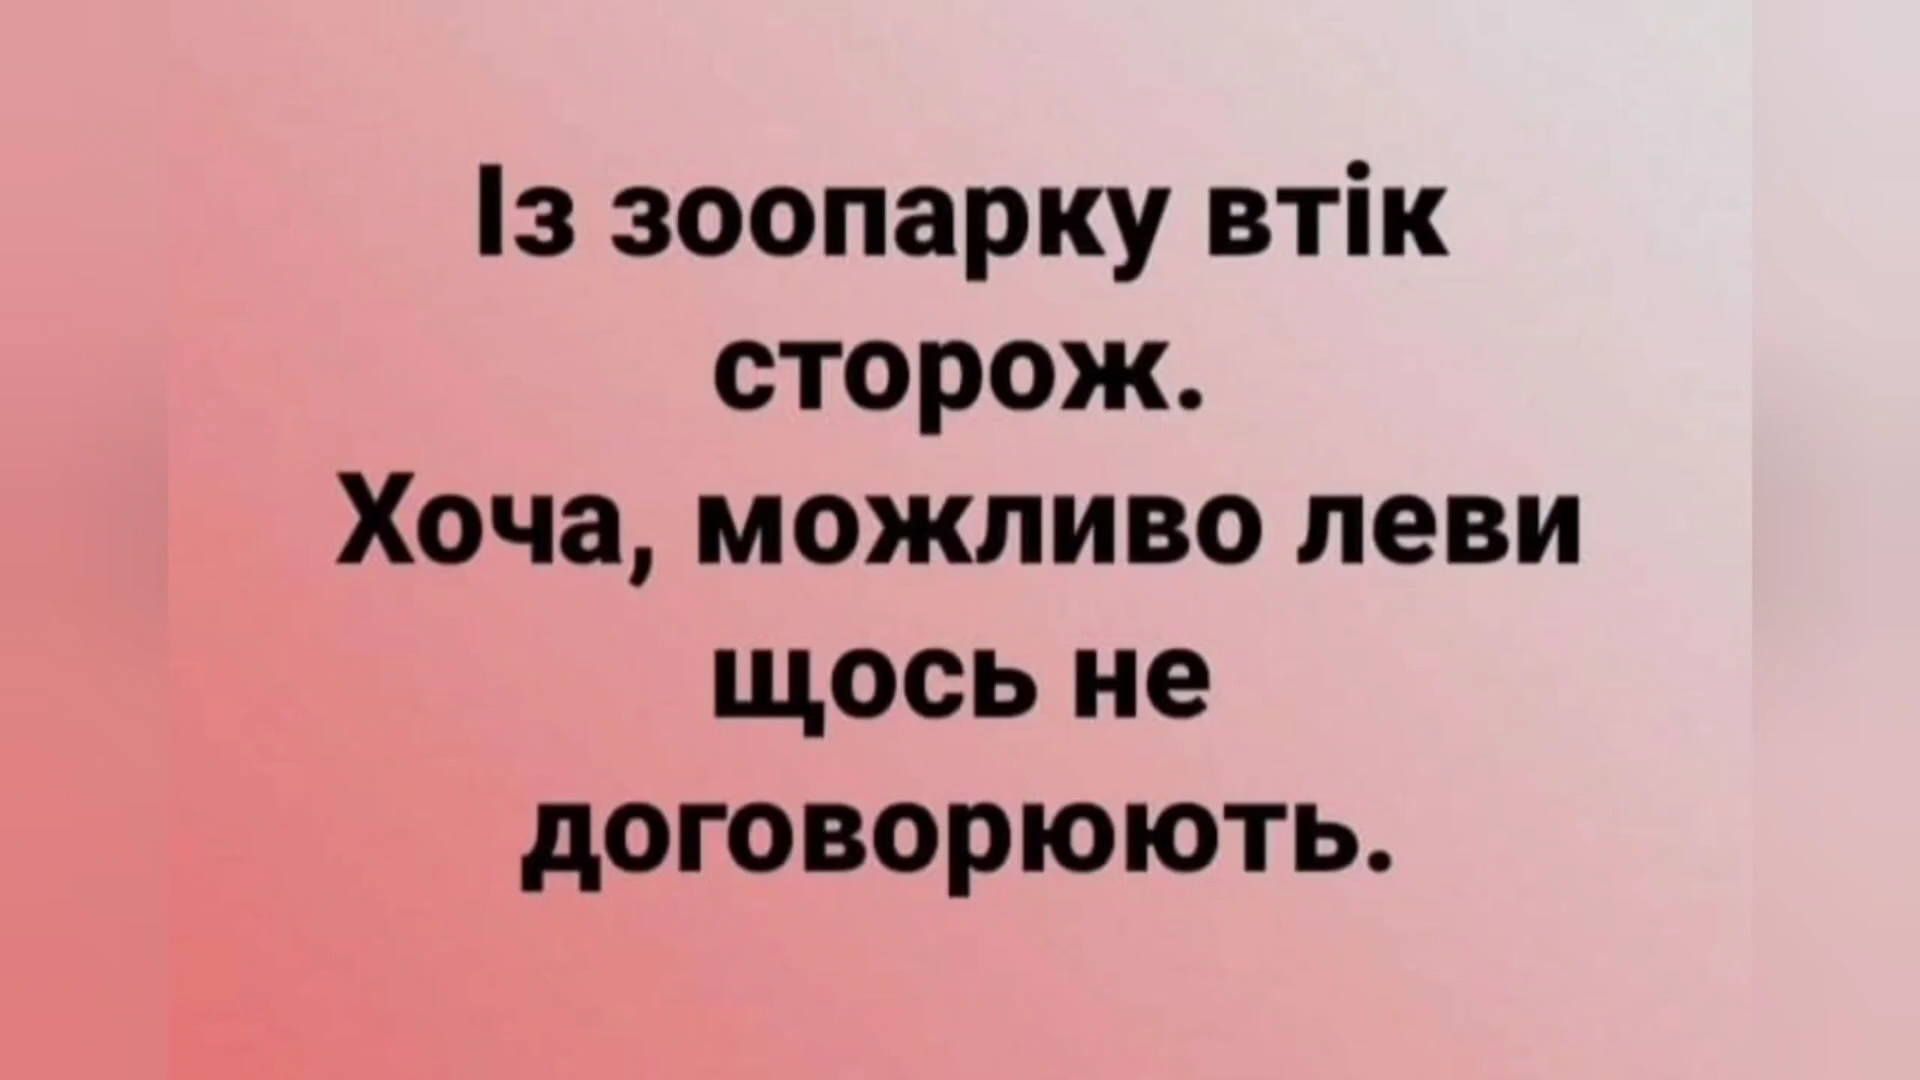 Із зоопарку втік
сторож.
Хоча, можливо леви
щось не
договорюють.